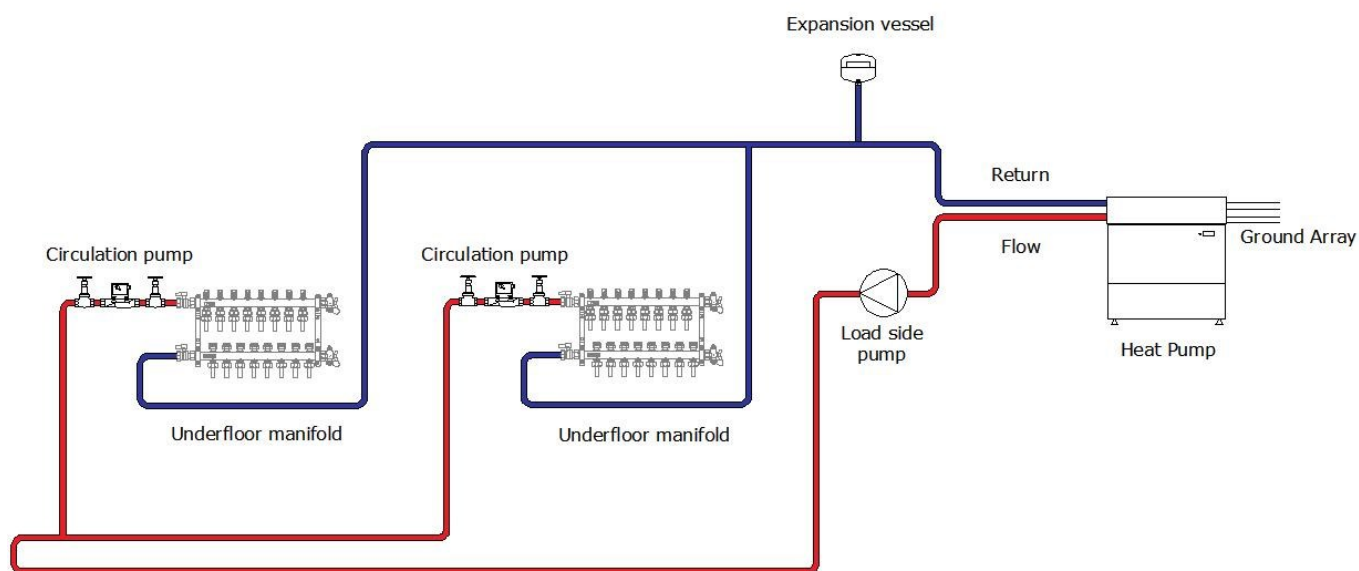 Expansion vessel
Return
Ground Array
Flow
Circulation pump
Circulation pump
Load side
pump
Heat Pump
Underfloor manifold
Underfloor manifold